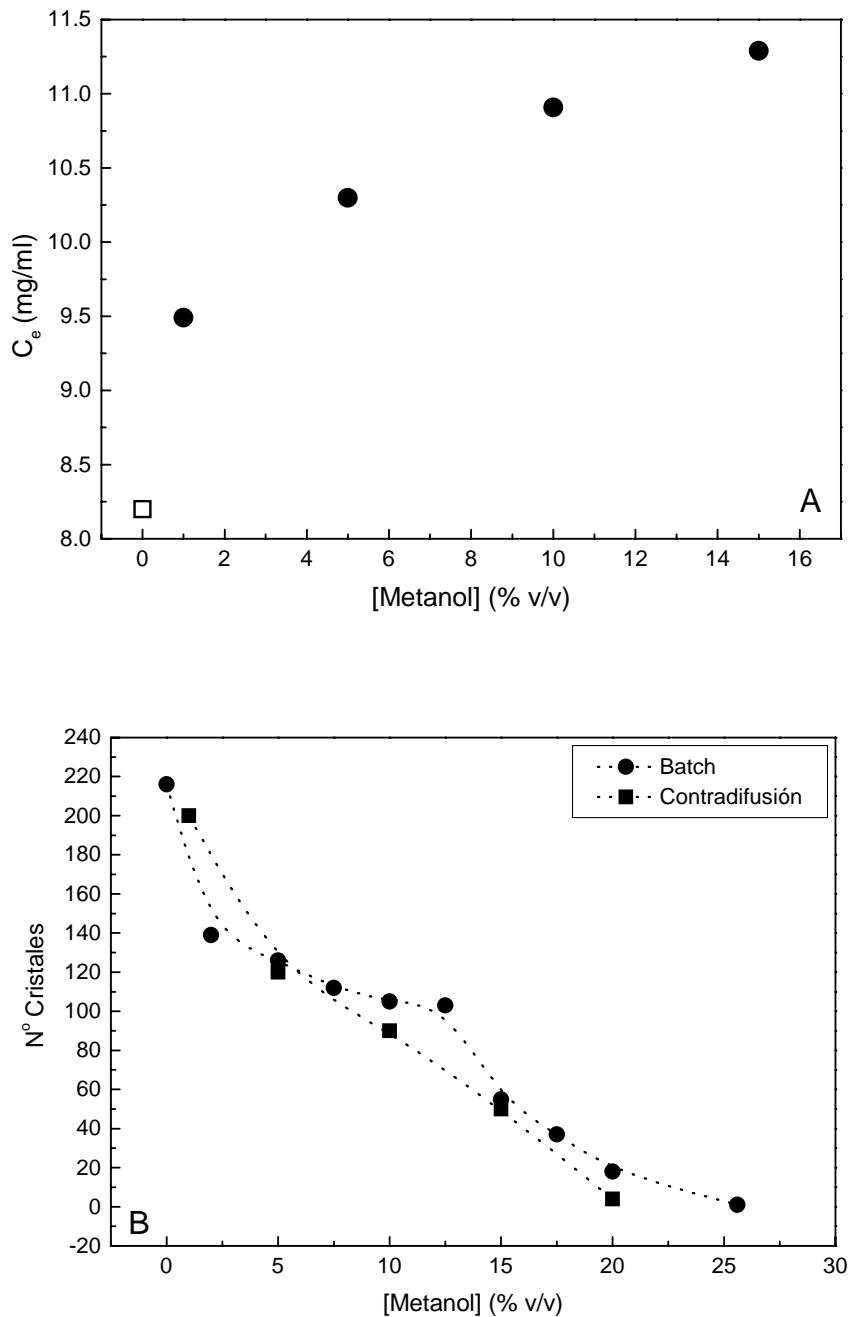 11.5
11.0
10.5
10.0
9.5
9.0
8.5
8.0
Ce (mg/ml)
A
0 2 4 6 8 10 12 14 16
[Metanol] (% v/v)
240
220
200
180
160
140
120
100
80
60
40
20
0
-20
Nº Cristales
Batch
Contradifusión
B
0 5 10 15 20 25 30
[Metanol] (% v/v)